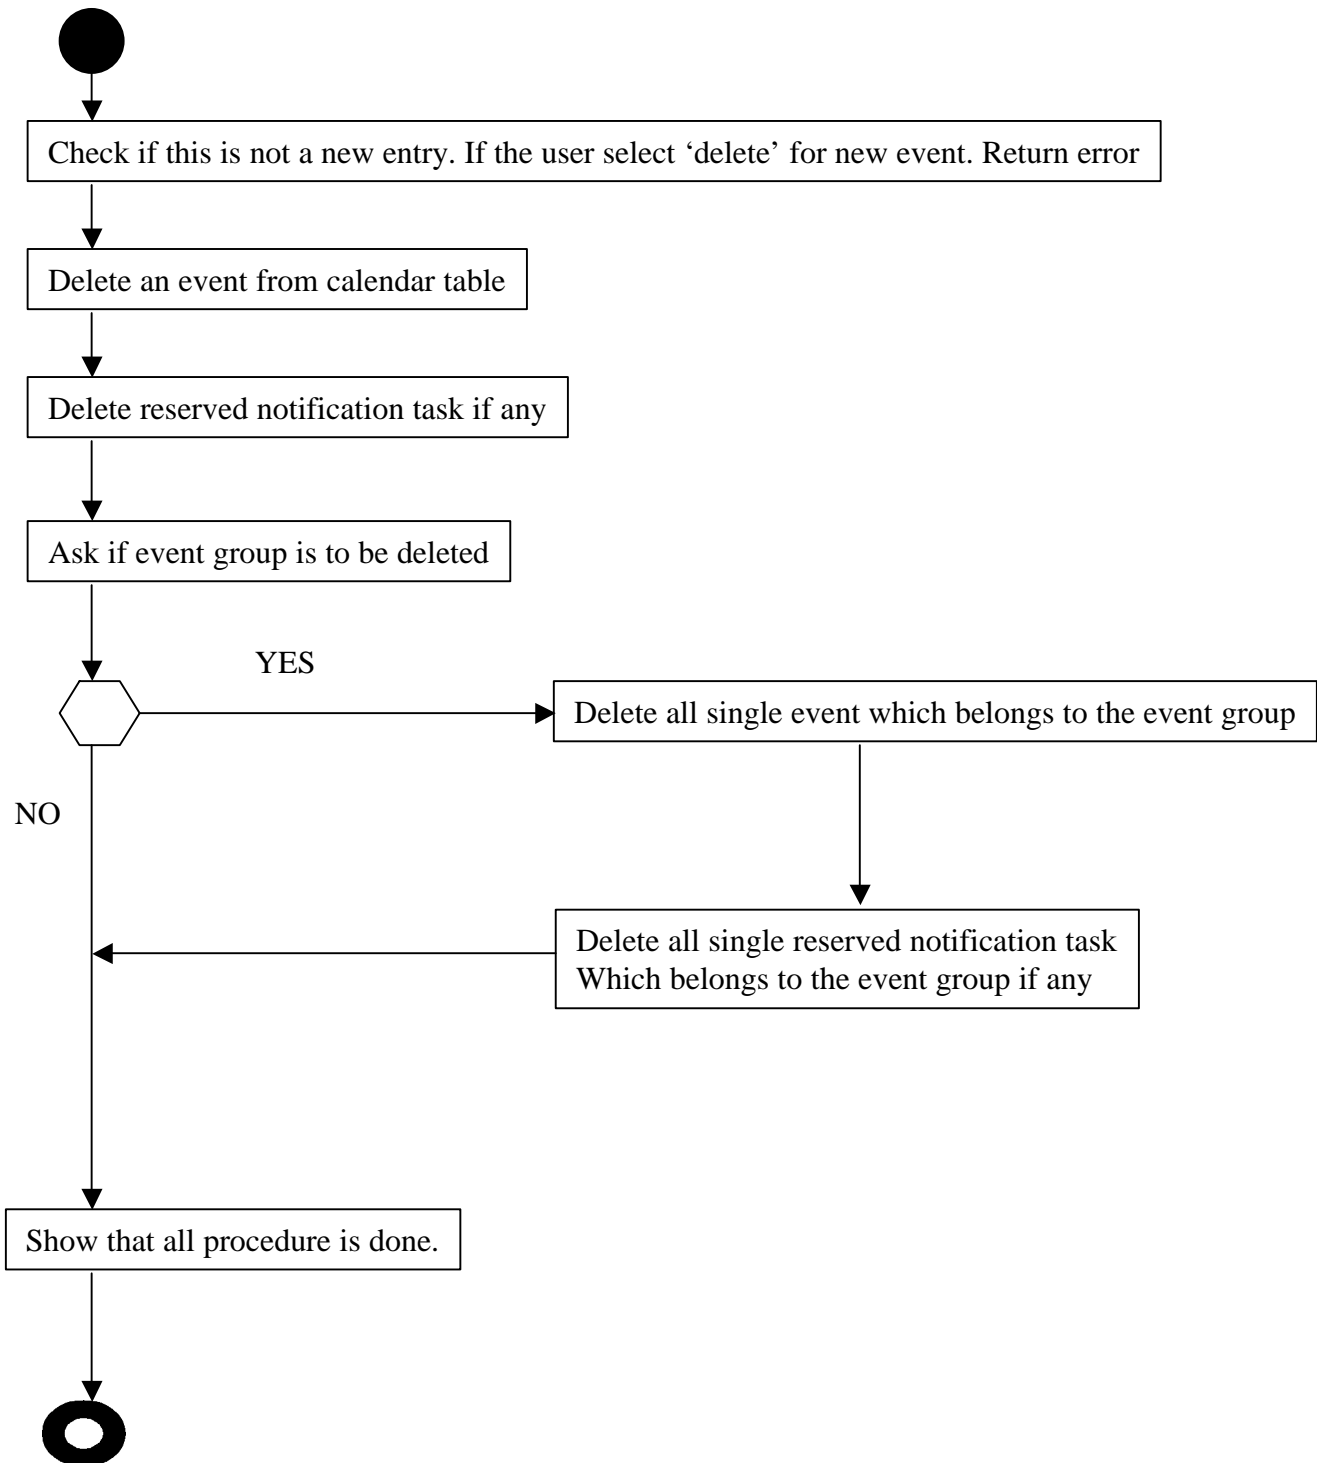 Check if this is not a new entry. If the user select ‘delete’ for new event. Return error
Delete an event from calendar table
Delete reserved notification task if any
Ask if event group is to be deleted
YES
Delete all single event which belongs to the event group
NO
Delete all single reserved notification task
Which belongs to the event group if any
Show that all procedure is done.